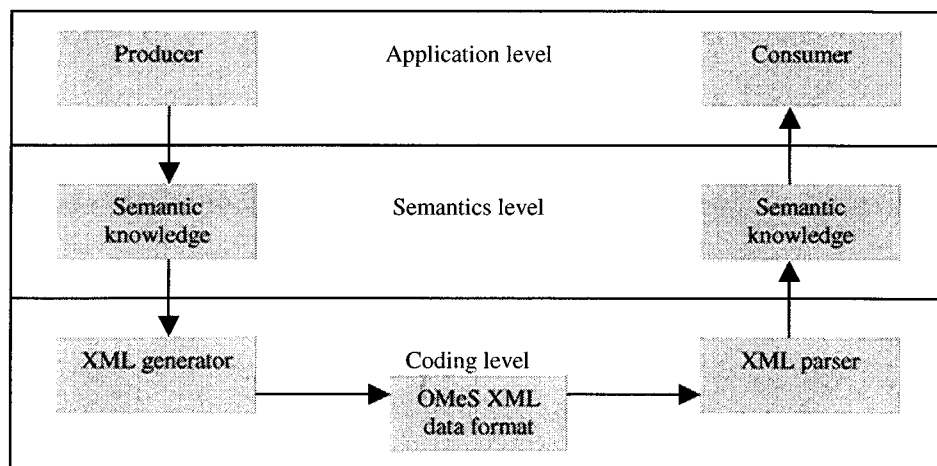 Producer
Application level
Consumer
Semantic
knowledge
Semantics level
Semantic
knowledge
XML generator
Coding level
XML parser
OMeS XML
data format